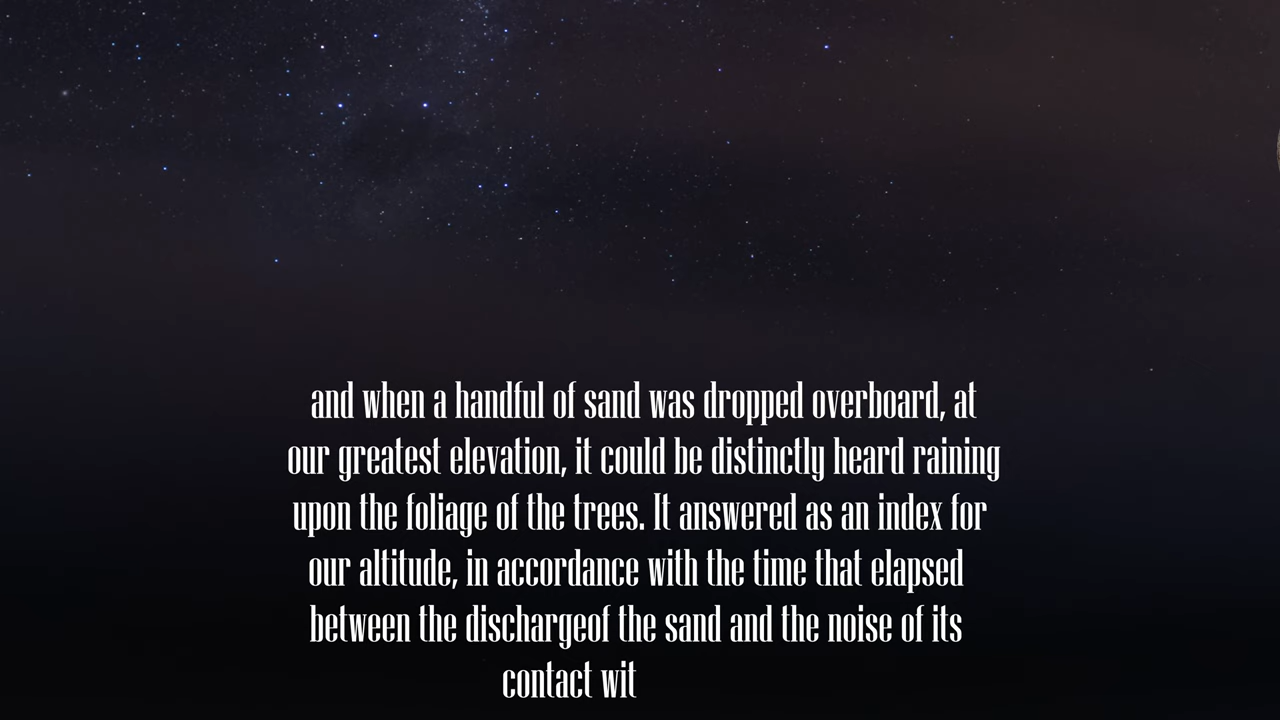 and when a handful of sand was dropped overboard, at
our greatest elevation, it could be distinctly heard raining
upon the foliage of the trees. It answered as an index for
our altitude, in accordance with the time that elapsed
between the dischargeof the sand and the noise of its
contact wit